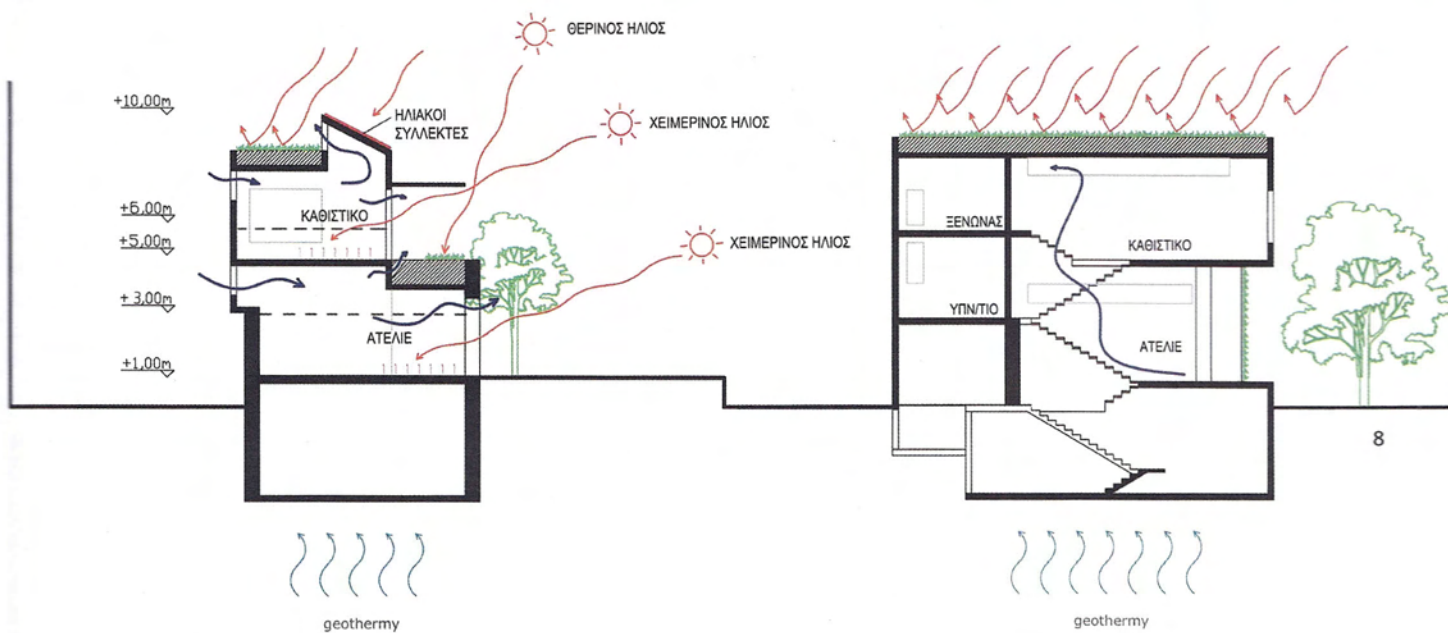 ΘΕΡΙΝΟΣ ΗΛΙΟΣ
+10,00m
ΗΛΙΑΚΟΙ
ΣΥΛΛΕΚΤΕΣ
ΧΕΙΜΕΡΙΝΟΣ ΗΛΙΟΣ
+6,00m
ΚΑΘΙΣΤΙΚΟ
+5,00m
ΧΕΙΜΕΡΙΝΟΣ ΗΛΙΟΣ
+3,00m
ΑΤΕΛΙΕ
+1,00m
geothermy
ΞΕΝΩΝΑΣ
ΚΑΘΙΣΤΙΚΟ
ΥΠΝ/ΤΙΟ
ΑΤΕΛΙΕ
8
geothermy